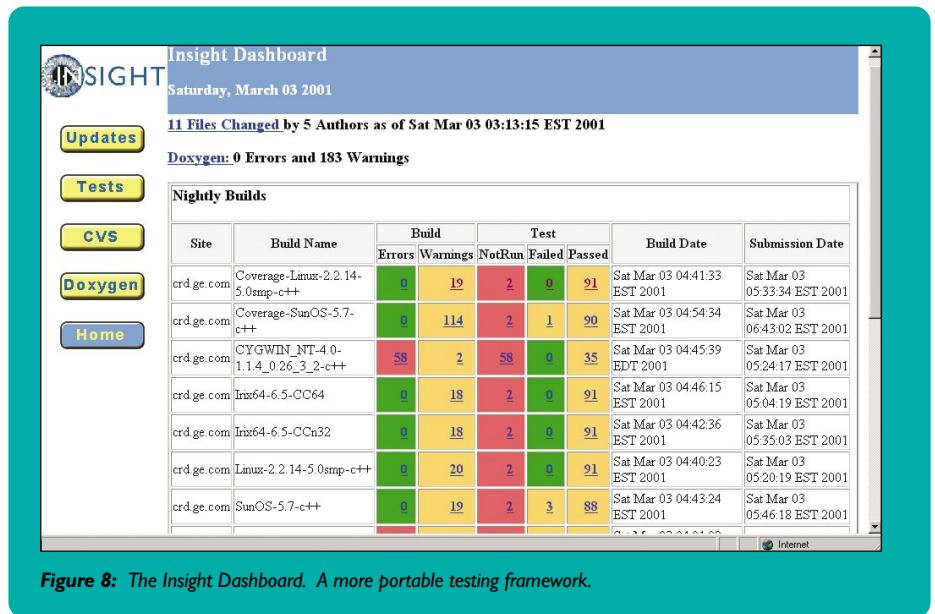 INSIGHT
Insight Dashboard
Saturday, March 03 2001
11 Files Changed by 5 Authors as of Sat Mar 03 03:13:15 EST 2001
Doxygen: 0 Errors and 183 Warnings
Updates
Tests
CVS
Doxygen
Home
Nightly Builds
Site Build Name Build Test Build Date Submission Date
Errors Warnings NotRun Failed Passed
crd.ge.com Coverage-Linux-2.2.14- 0 19 2 0 91 Sat Mar 03 04:41:33 Sat Mar 03
5.0smp-c++ EST 2001 05:33:34 EST 2001
crd.ge.com Coverage-SunOS-5.7- 0 114 2 1 90 Sat Mar 03 04:54:34 Sat Mar 03
c++ EST 2001 06:43:02 EST 2001
crd.ge.com CYGWIN_NT-4.0- 58 2 58 0 35 Sat Mar 03 04:45:39 Sat Mar 03
1.1.4_0.26_3_2-c++ EDT 2001 05:24:17 EST 2001
crd.ge.com Irix64-6.5-CC64 0 18 2 0 91 Sat Mar 03 04:46:15 Sat Mar 03
EST 2001 05:04:19 EST 2001
crd.ge.com Irix64-6.5-CCn32 0 18 2 0 91 Sat Mar 03 04:42:36 Sat Mar 03
EST 2001 05:35:03 EST 2001
crd.ge.com Linux-2.2.14-5.0smp-c++ 0 20 2 0 91 Sat Mar 03 04:40:23 Sat Mar 03
EST 2001 05:20:19 EST 2001
crd.ge.com SunOS-5.7-c++ 0 19 2 3 88 Sat Mar 03 04:43:24 Sat Mar 03
EST 2001 05:46:18 EST 2001
Internet
Figure 8: The Insight Dashboard. A more portable testing framework.